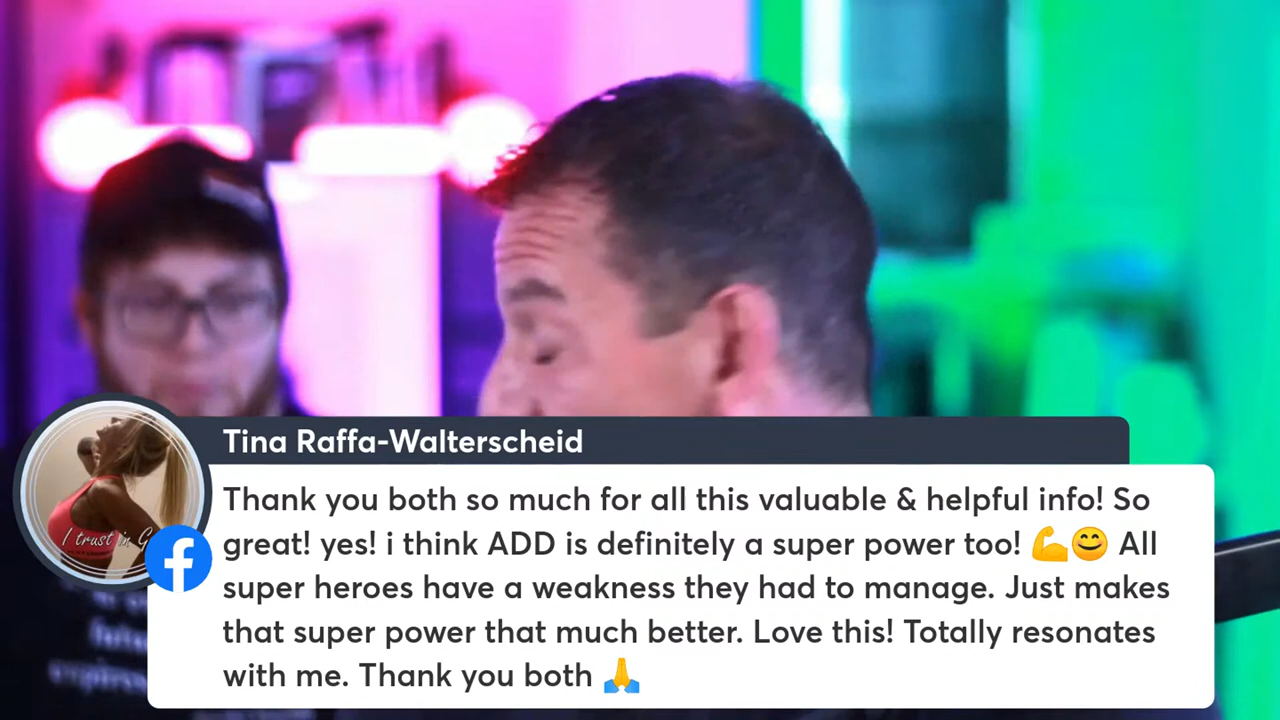 Tina Raffa-Walterscheid
Thank you both so much for all this valuable & helpful info! So
great! yes! i think ADD is definitely a super power too! 💪😊 All
super heroes have a weakness they had to manage. Just makes
that super power that much better. Love this! Totally resonates
with me. Thank you both 🙏
I trust in